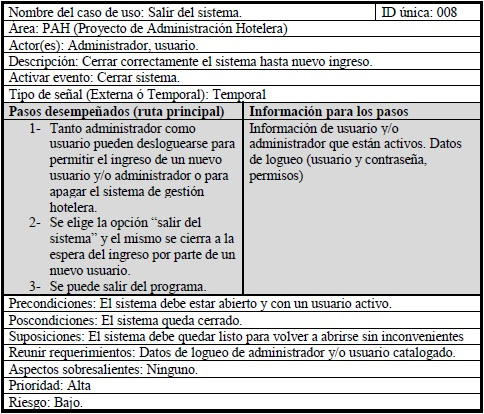 Nombre del caso de uso: Salir del sistema.
ID única: 008
Área: PAH (Proyecto de Administración Hotelera)
Actor(es): Administrador, usuario.
Descripción: Cerrar correctamente el sistema hasta nuevo ingreso.
Activar evento: Cerrar sistema.
Tipo de señal (Externa ó Temporal): Temporal
Pasos desempeñados (ruta principal)
1- Tanto administrador como
usuario pueden desloguearse para
permitir el ingreso de un nuevo
usuario y/o administrador o para
apagar el sistema de gestión
hotelera.
2- Se elige la opción “salir del
sistema” y el mismo se cierra a la
espera del ingreso por parte de un
nuevo usuario.
3- Se puede salir del programa.
Información para los pasos
Información de usuario y/o
administrador que están activos. Datos
de logueo (usuario y contraseña,
permisos)
Precondiciones: El sistema debe estar abierto y con un usuario activo.
Poscondiciones: El sistema queda cerrado.
Suposiciones: El sistema debe quedar listo para volver a abrirse sin inconvenientes
Reunir requerimientos: Datos de logueo de administrador y/o usuario catalogado.
Aspectos sobresalientes: Ninguno.
Prioridad: Alta
Riesgo: Bajo.